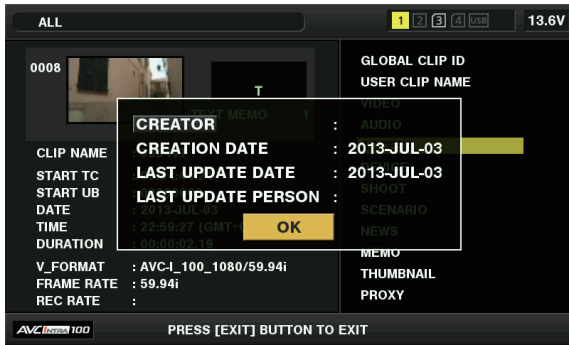 ALL
1 2 3 4 USB
13.6V
0008
T
TEXT MEMO 1
GLOBAL CLIP ID
USER CLIP NAME
VIDEO
AUDIO
CREATOR :
CREATION DATE : 2013-JUL-03
LAST UPDATE DATE : 2013-JUL-03
LAST UPDATE PERSON :
OK
CLIP NAME
START TC
START UB
DATE : 2013-JUL-03
TIME : 22:59:27 (GMT+
DURATION : 00:00:02.19
V_FORMAT : AVC-I_100_1080/59.94i
FRAME RATE : 59.94i
REC RATE :
SHOOT
SCENARIO
NEWS
MEMO
THUMBNAIL
PROXY
AVC INTRA 100
PRESS [EXIT] BUTTON TO EXIT